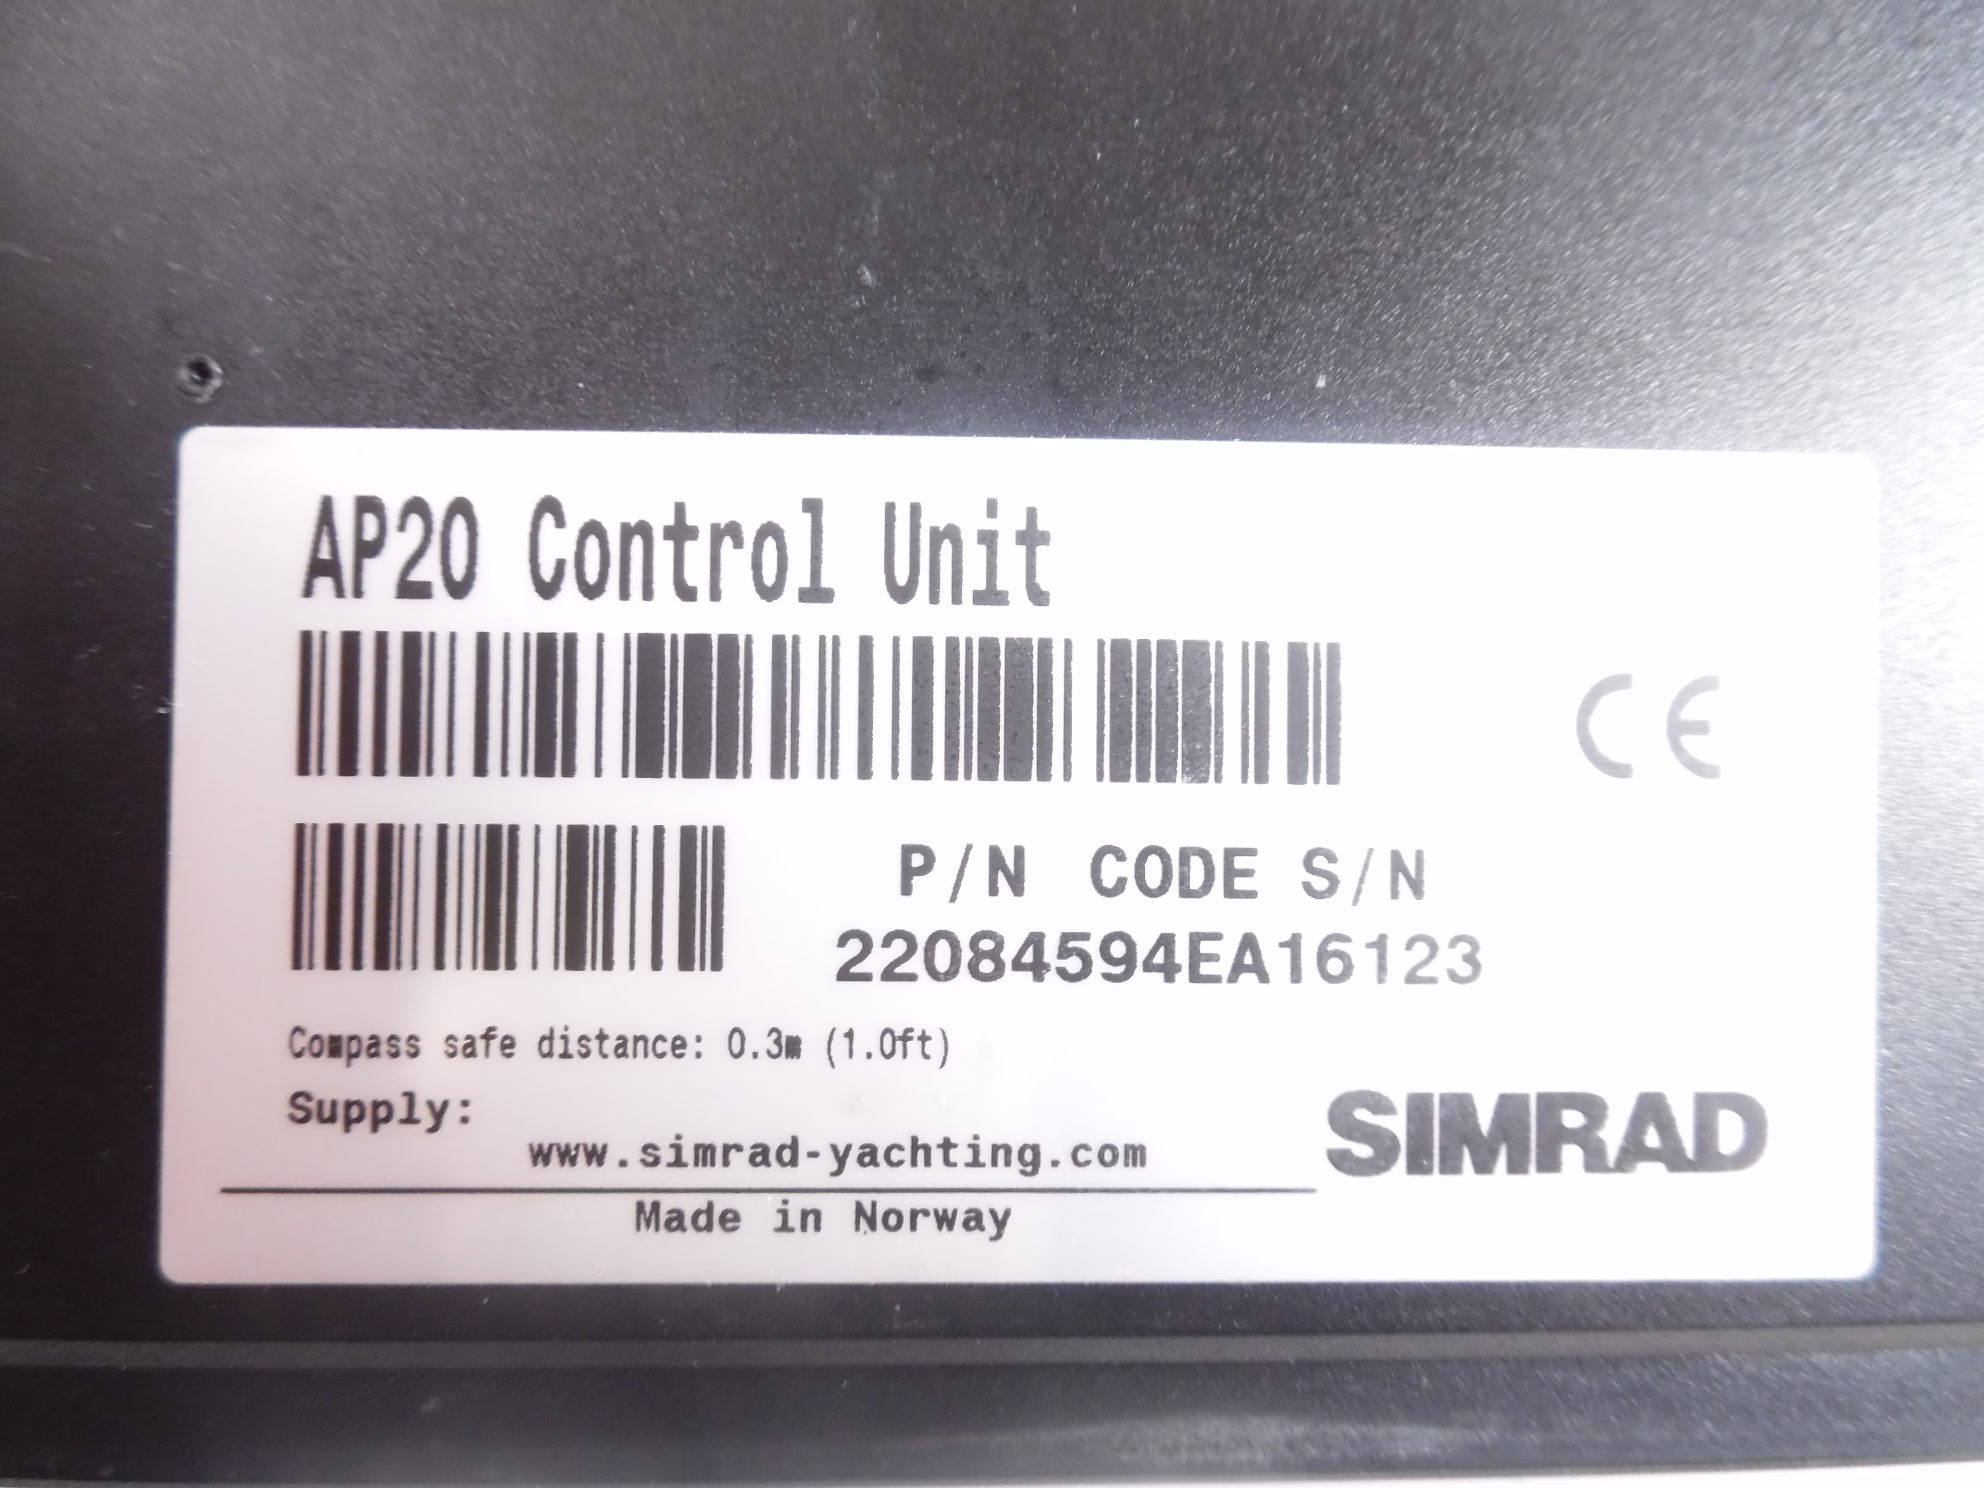 AP20 Control Unit
CE
P/N CODE S/N
22084594EA16123
Compass safe distance: 0.3m (1.0ft)
Supply:
www.simrad-yachting.com
SIMRAD
Made in Norway